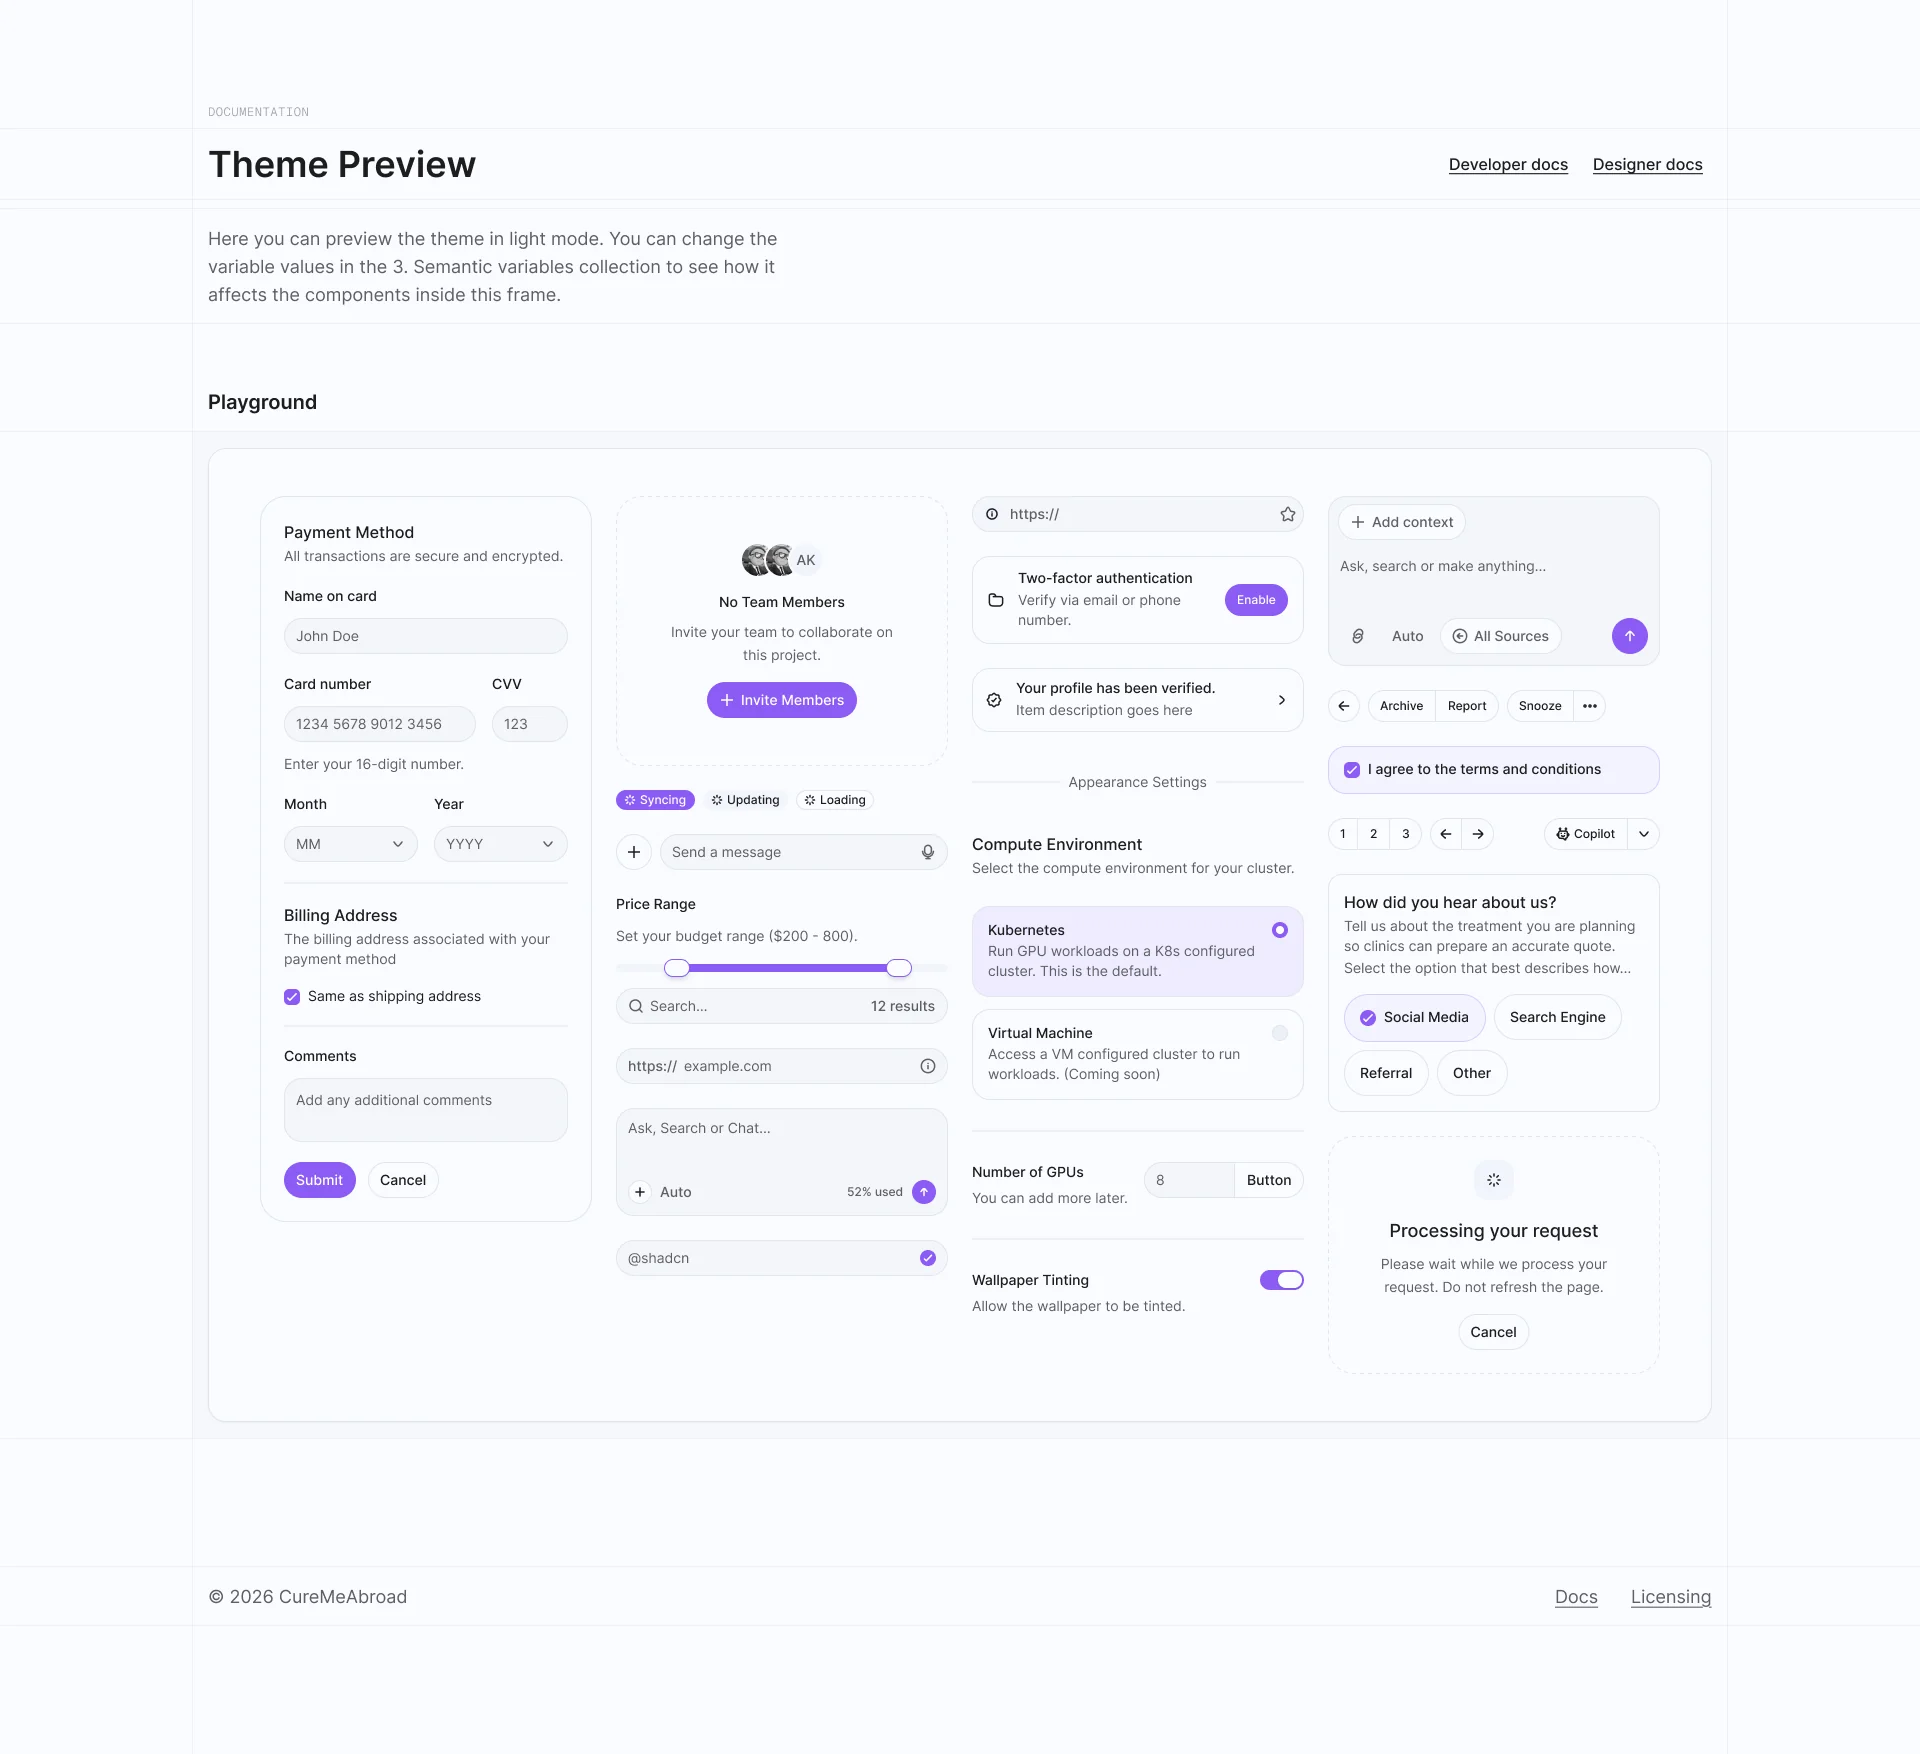 DOCUMENTATION
Theme Preview
Developer docs
Designer docs
Here you can preview the theme in light mode. You can change the
variable values in the 3. Semantic variables collection to see how it
affects the components inside this frame.
Playground
Payment Method
All transactions are secure and encrypted.
Name on card
John Doe
Card number
CVV
1234 5678 9012 3456
123
Enter your 16-digit number.
Month
Year
MM
YYYY
Billing Address
The billing address associated with your
payment method
Same as shipping address
Comments
Add any additional comments
Submit
Cancel
AK
No Team Members
Invite your team to collaborate on
this project.
Invite Members
Syncing
Updating
Loading
Send a message
Price Range
Set your budget range ($200 - 800).
Search...
12 results
https:// example.com
Ask, Search or Chat...
Auto
52% used
@shadcn
https://
Two-factor authentication
Verify via email or phone
number.
Enable
Your profile has been verified.
Item description goes here
Appearance Settings
Compute Environment
Select the compute environment for your cluster.
Kubernetes
Run GPU workloads on a K8s configured
cluster. This is the default.
Virtual Machine
Access a VM configured cluster to run
workloads. (Coming soon)
Number of GPUs
You can add more later.
8
Button
Wallpaper Tinting
Allow the wallpaper to be tinted.
Add context
Ask, search or make anything...
Auto
All Sources
Archive
Report
Snooze
I agree to the terms and conditions
1
2
3
Copilot
How did you hear about us?
Tell us about the treatment you are planning
so clinics can prepare an accurate quote.
Select the option that best describes how...
Social Media
Search Engine
Referral
Other
Processing your request
Please wait while we process your
request. Do not refresh the page.
Cancel
© 2026 CureMeAbroad
Docs
Licensing